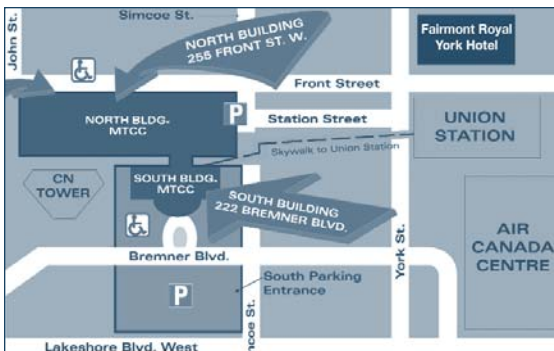 Simcoe St.
John St.
NORTH BUILDING
255 FRONT ST. W.
Fairmont Royal
York Hotel
Front Street
P
Station Street
NORTH BLDG.
MTCC
UNION
STATION
Skywalk to Union Station
CN
TOWER
SOUTH BLDG.
MTCC
SOUTH BUILDING
222 BREMNER BLVD.
York St.
AIR
CANADA
CENTRE
Bremner Blvd.
South Parking
Entrance
P
Simcoe St.
Lakeshore Blvd. West